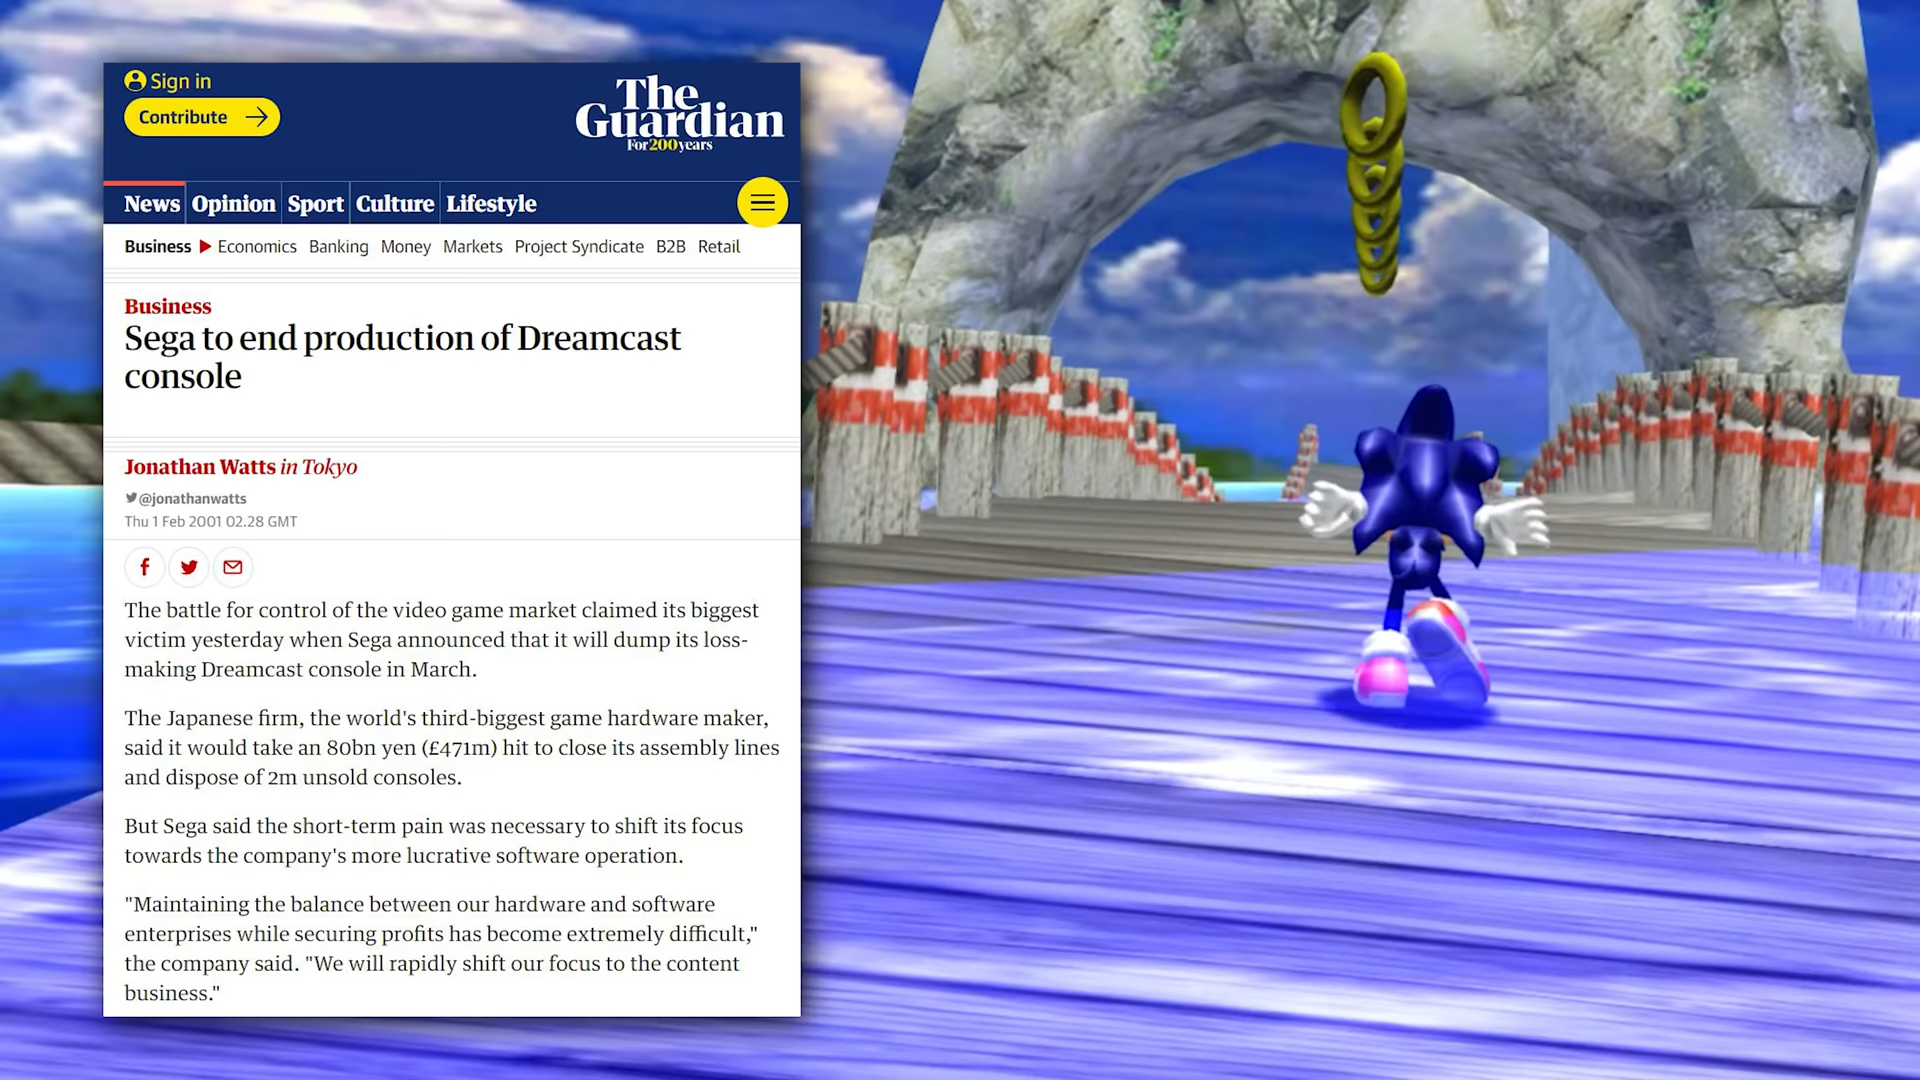 Sign in
Contribute
The
Guardian
For 200 years
News Opinion Sport Culture Lifestyle
Business Economics Banking Money Markets Project Syndicate B2B Retail
Business
Sega to end production of Dreamcast
console
Jonathan Watts in Tokyo
@jonathanwatts
Thu 1 Feb 2001 02.28 GMT
The battle for control of the video game market claimed its biggest
victim yesterday when Sega announced that it will dump its loss-
making Dreamcast console in March.
The Japanese firm, the world's third-biggest game hardware maker,
said it would take an 80bn yen (£471m) hit to close its assembly lines
and dispose of 2m unsold consoles.
But Sega said the short-term pain was necessary to shift its focus
towards the company's more lucrative software operation.
"Maintaining the balance between our hardware and software
enterprises while securing profits has become extremely difficult,"
the company said. "We will rapidly shift our focus to the content
business."